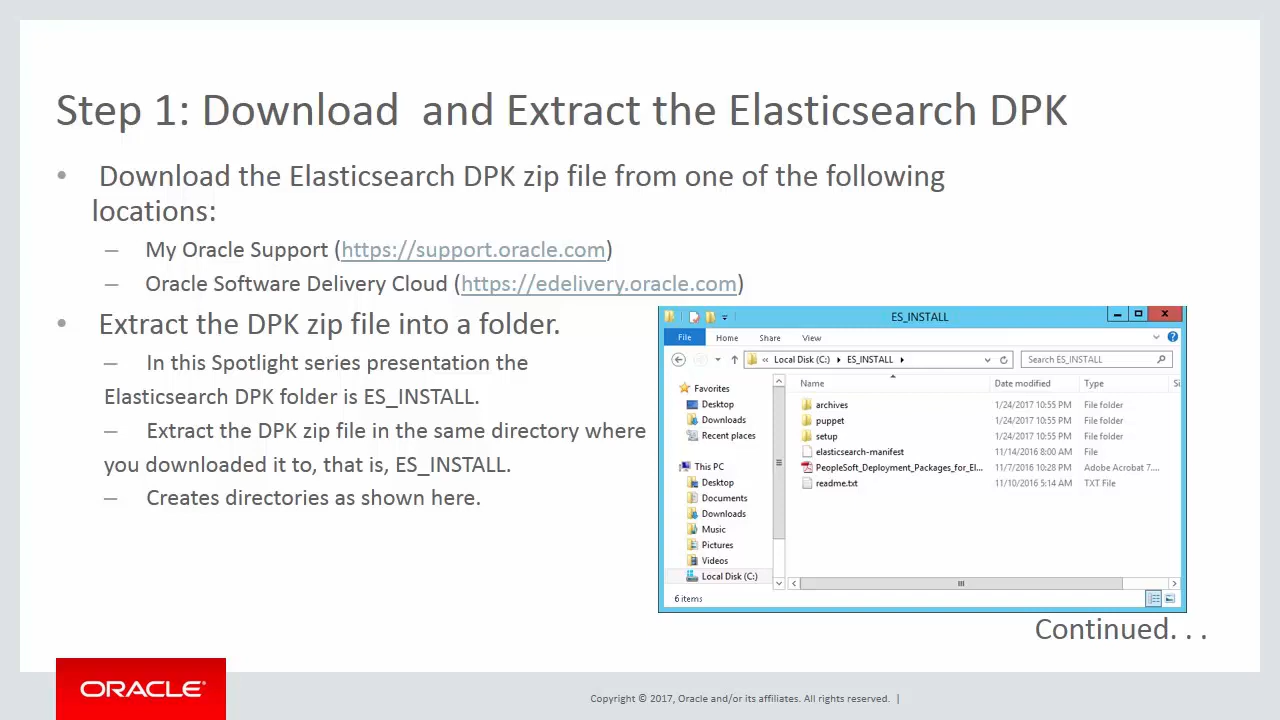 Step 1: Download  and Extract the Elasticsearch DPK
• Download the Elasticsearch DPK zip file from one of the following
locations:
– My Oracle Support (https://support.oracle.com)
– Oracle Software Delivery Cloud (https://edelivery.oracle.com)
• Extract the DPK zip file into a folder.
– In this Spotlight series presentation the
Elasticsearch DPK folder is ES_INSTALL.
– Extract the DPK zip file in the same directory where
you downloaded it to, that is, ES_INSTALL.
– Creates directories as shown here.
ES_INSTALL
File Home Share View
« Local Disk (C:) ES_INSTALL Search ES_INSTALL
Name Date modified Type Si
Favorites
Desktop
Downloads
Recent places
This PC
Desktop
Documents
Downloads
Music
Pictures
Videos
Local Disk (C:)
archives 1/24/2017 10:55 PM File folder
puppet 1/24/2017 10:55 PM File folder
setup 1/24/2017 10:55 PM File folder
elasticsearch-manifest 11/14/2016 8:00 AM File
PeopleSoft_Deployment_Packages_for_El... 11/7/2016 10:28 PM Adobe Acrobat 7....
readme.txt 11/10/2016 5:14 AM TXT File
6 items
Continued. . .
ORACLE®
Copyright © 2017, Oracle and/or its affiliates. All rights reserved. |